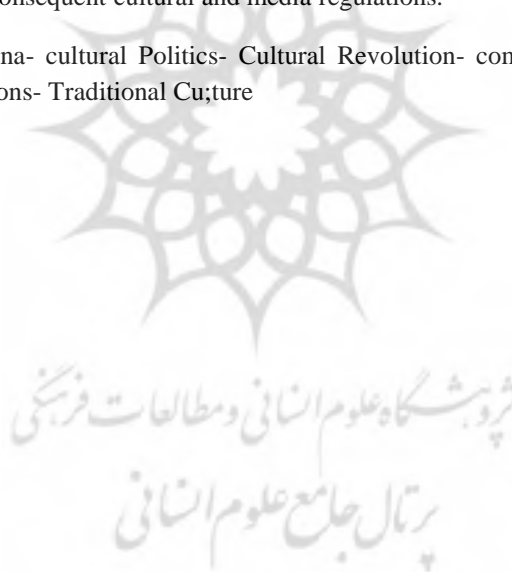 onsequent cultural and media regulations.
na- cultural Politics- Cultural Revolution- con
ons- Traditional Cu;ture
پژوهشگاه علوم انسانی و مطالعات فرهنگی
پرتال جامع علوم انسانی